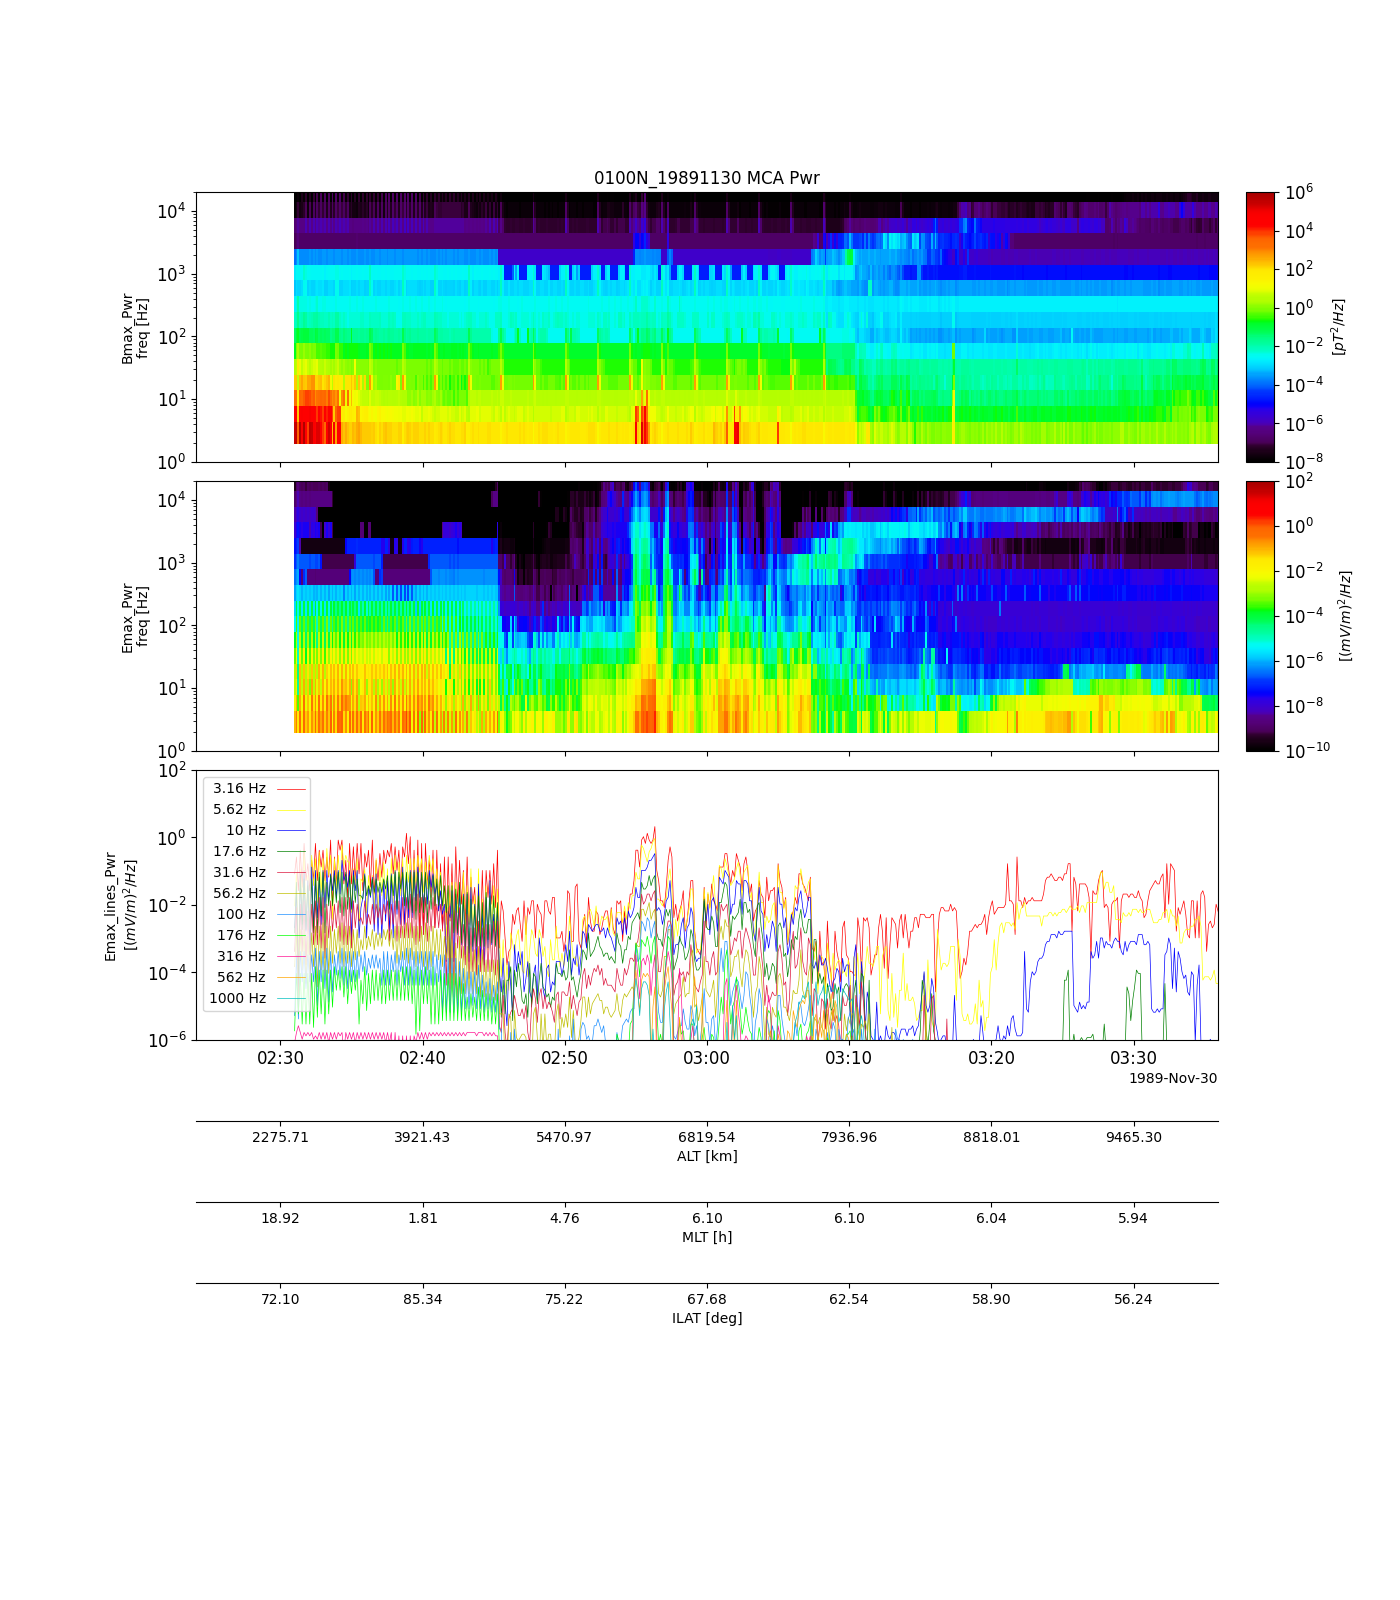 0100N_19891130 MCA Pwr
Bmax_Pwr
freq [Hz]
10^4
10^3
10^2
10^1
10^0
10^6
10^4
10^2
10^0
10^-2
10^-4
10^-6
10^-8
[pT^2/Hz]
Emax_Pwr
freq [Hz]
10^4
10^3
10^2
10^1
10^0
10^2
10^0
10^-2
10^-4
10^-6
10^-8
10^-10
[(mV/m)^2/Hz]
Emax_lines_Pwr
[(mV/m)^2/Hz]
10^2
10^0
10^-2
10^-4
10^-6
3.16 Hz
5.62 Hz
10 Hz
17.6 Hz
31.6 Hz
56.2 Hz
100 Hz
176 Hz
316 Hz
562 Hz
1000 Hz
02:30 02:40 02:50 03:00 03:10 03:20 03:30
1989-Nov-30
2275.71 3921.43 5470.97 6819.54 7936.96 8818.01 9465.30
ALT [km]
18.92 1.81 4.76 6.10 6.10 6.04 5.94
MLT [h]
72.10 85.34 75.22 67.68 62.54 58.90 56.24
ILAT [deg]